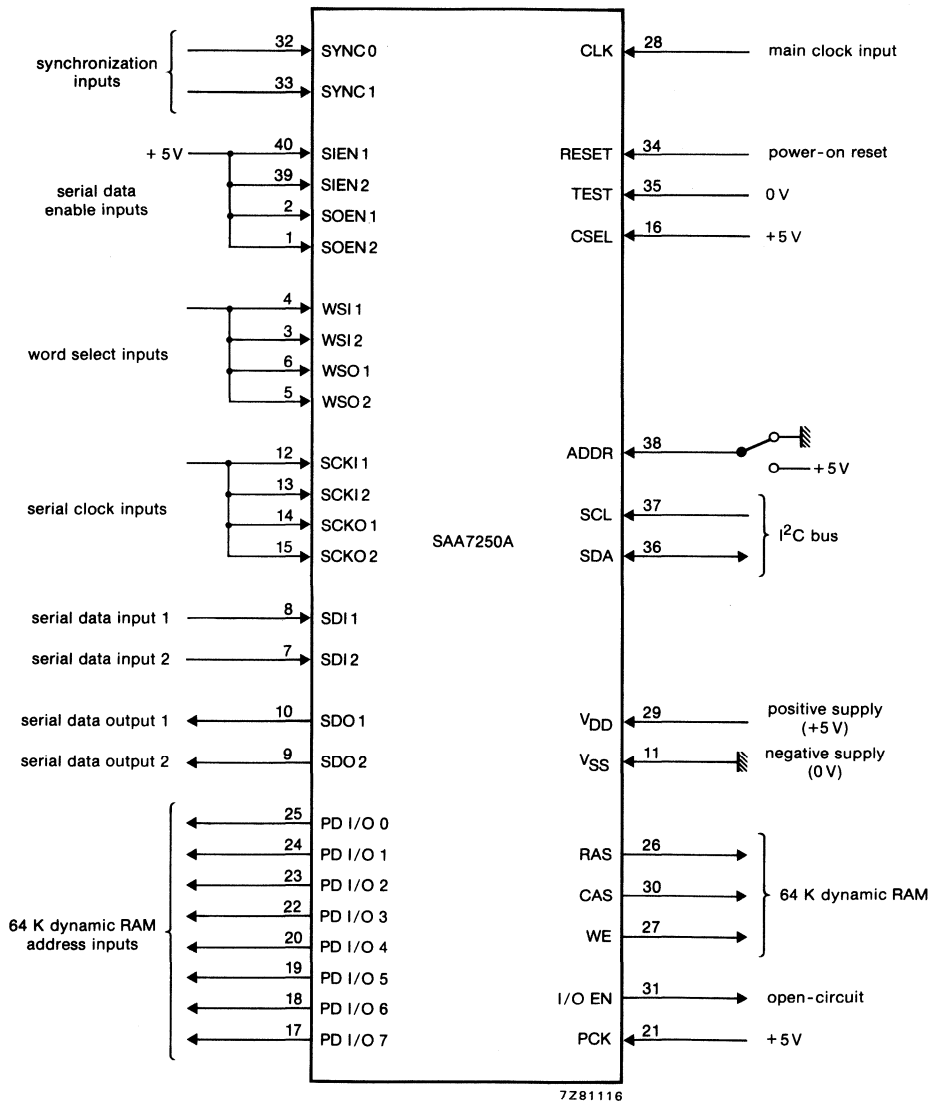 32 SYNC 0 CLK 28 main clock input
synchronization
inputs
33 SYNC 1
+ 5V 40 SIEN 1 RESET 34 power-on reset
39 SIEN 2 TEST 35 0 V
serial data
enable inputs
2 SOEN 1
1 SOEN 2 CSEL 16 +5 V
4 WSI 1
3 WSI 2
word select inputs
6 WSO 1
5 WSO 2
12 SCKI 1 ADDR 38
+5V
13 SCKI 2
serial clock inputs
14 SCKO 1
15 SCKO 2
SAA7250A
SCL 37
I²C bus
SDA 36
serial data input 1 8 SDI 1
serial data input 2 7 SDI 2
serial data output 1 10 SDO 1 VDD 29 positive supply
(+5 V)
serial data output 2 9 SDO 2 VSS 11 negative supply
(0 V)
25 PD I/O 0
24 PD I/O 1 RAS 26
23 PD I/O 2
22 PD I/O 3 CAS 30 64 K dynamic RAM
64 K dynamic RAM
address inputs
20 PD I/O 4 WE 27
19 PD I/O 5
18 PD I/O 6 I/O EN 31 open-circuit
17 PD I/O 7 PCK 21 +5 V
7Z81116